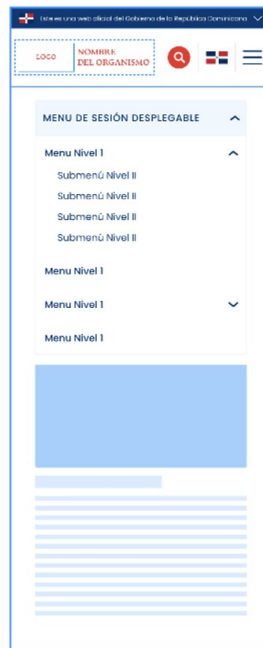 Este es una web oficial del Gobierno de la República Dominicana
LOGO
NOMBRE
DEL ORGANISMO
MENU DE SESIÓN DESPLEGABLE
Menu Nivel 1
Submenú Nivel II
Submenú Nivel II
Submenú Nivel II
Submenú Nivel II
Menu Nivel 1
Menu Nivel 1
Menu Nivel 1